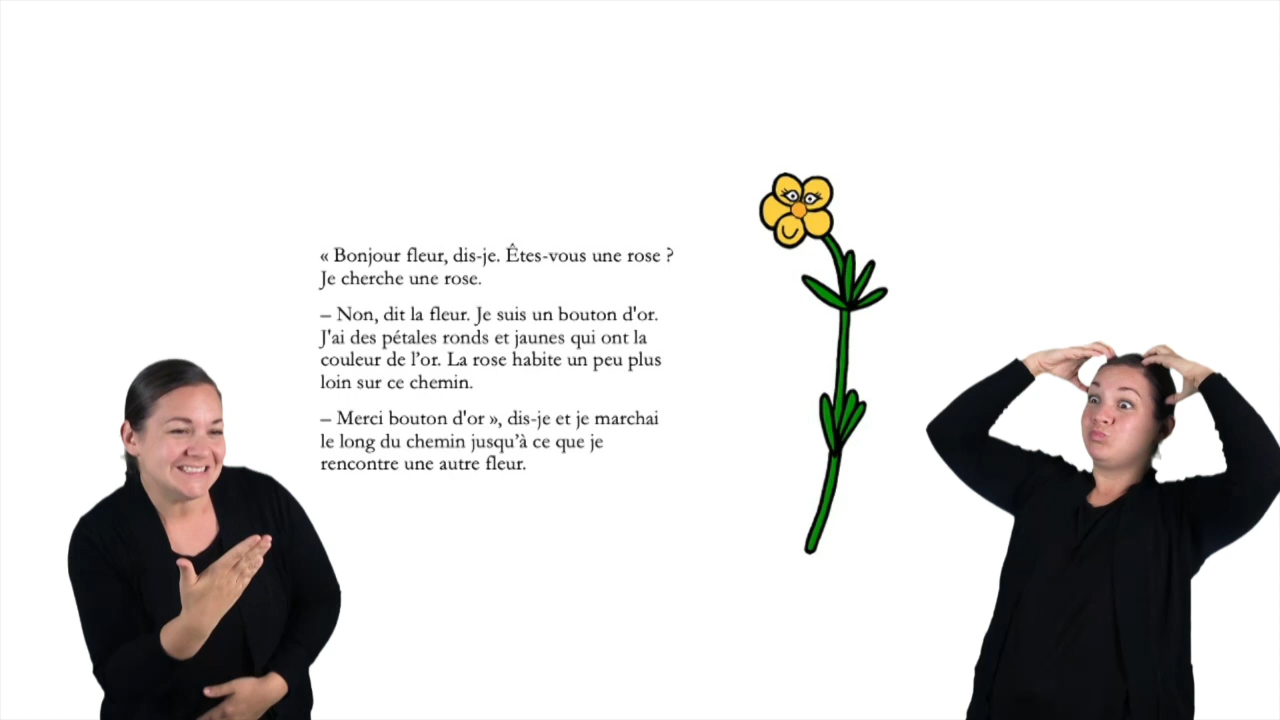 « Bonjour fleur, dis-je. Êtes-vous une rose ?
Je cherche une rose.
– Non, dit la fleur. Je suis un bouton d'or.
J'ai des pétales ronds et jaunes qui ont la
couleur de l’or. La rose habite un peu plus
loin sur ce chemin.
– Merci bouton d'or », dis-je et je marchai
le long du chemin jusqu’à ce que je
rencontre une autre fleur.